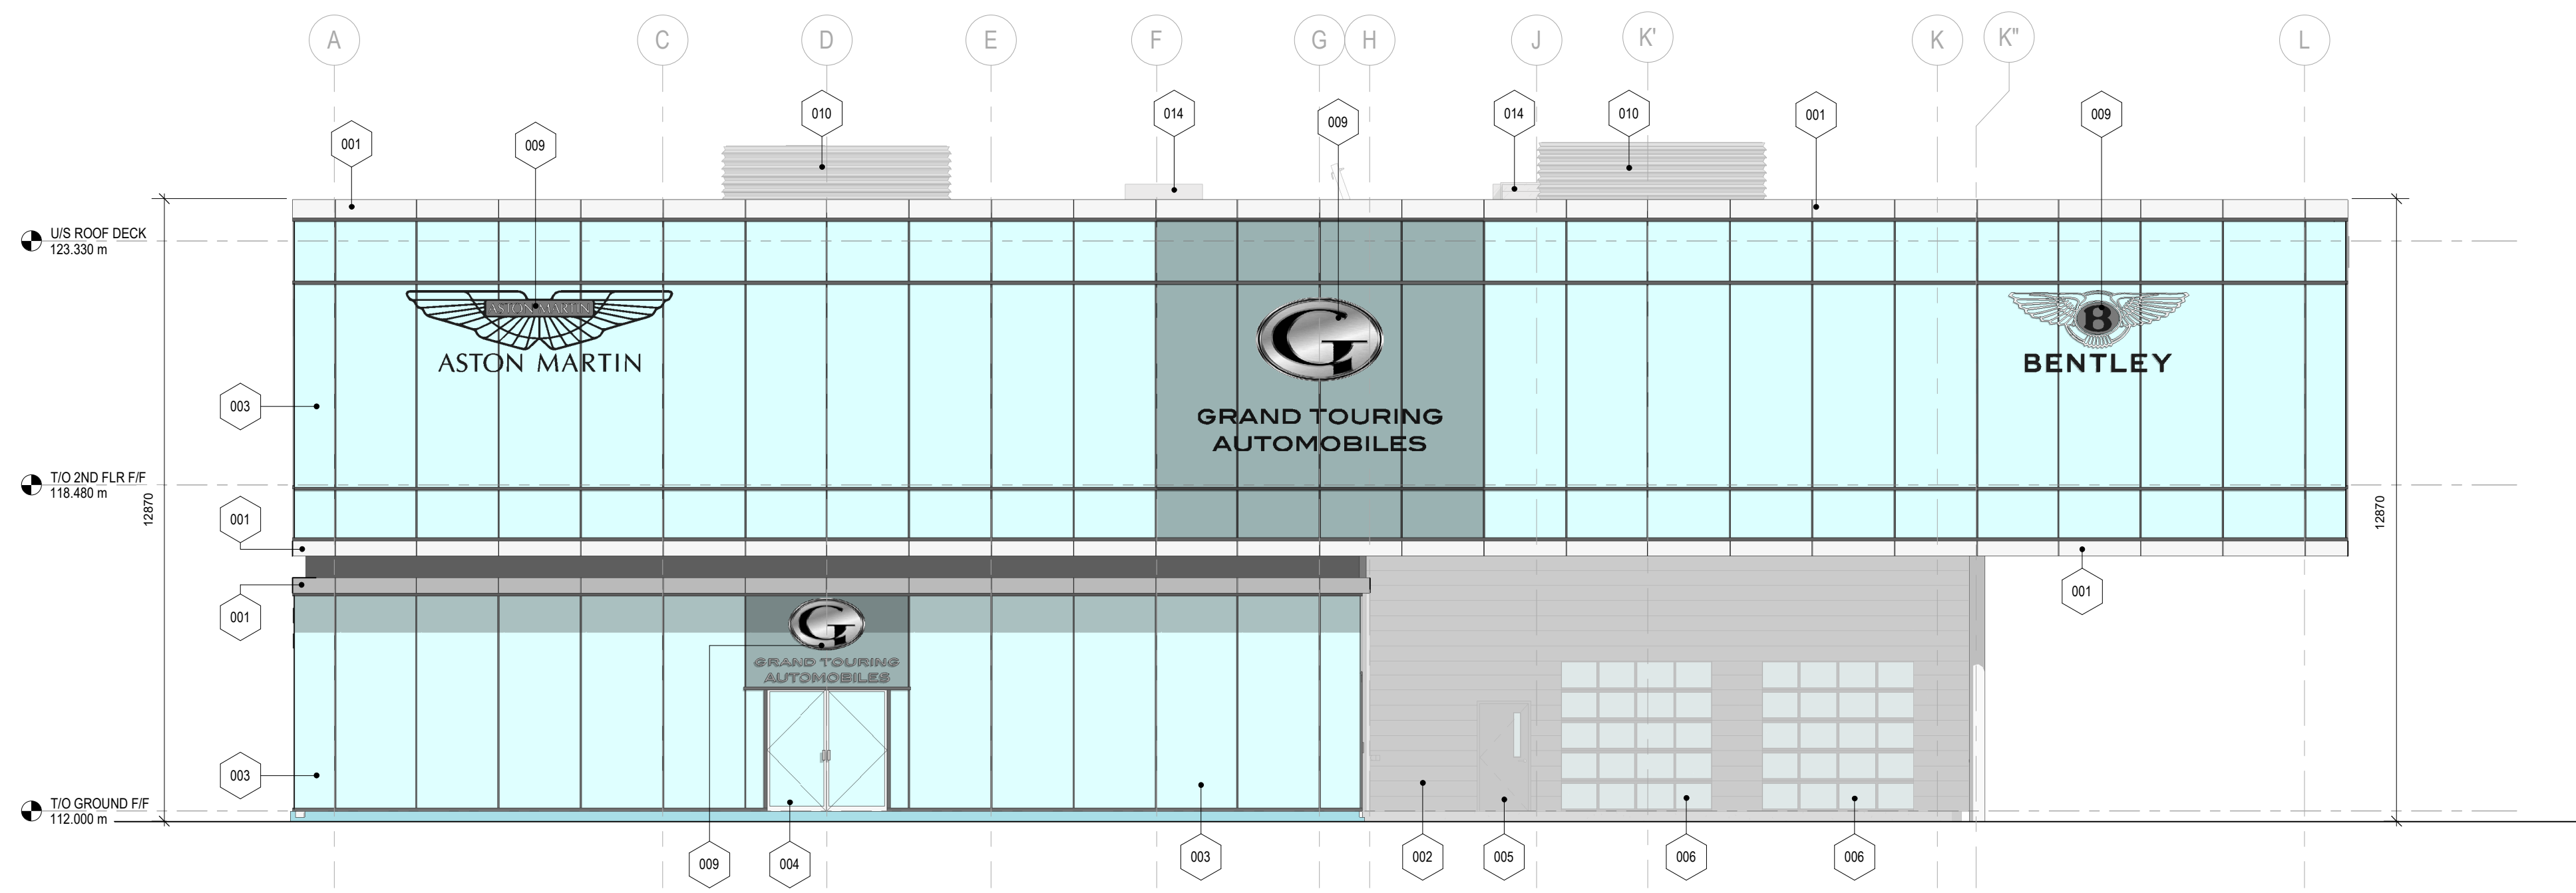 A C D E F G H J K' K K" L
001 009 010 014 009 014 010 001 009
U/S ROOF DECK
123.330 m
ASTON MARTIN
ASTON MARTIN
G
B
BENTLEY
003
GRAND TOURING
AUTOMOBILES
T/O 2ND FLR F/F
118.480 m
12870
12870
001
001
001
G
GRAND TOURING
AUTOMOBILES
003
T/O GROUND F/F
112.000 m
009 004 003 002 005 006 006